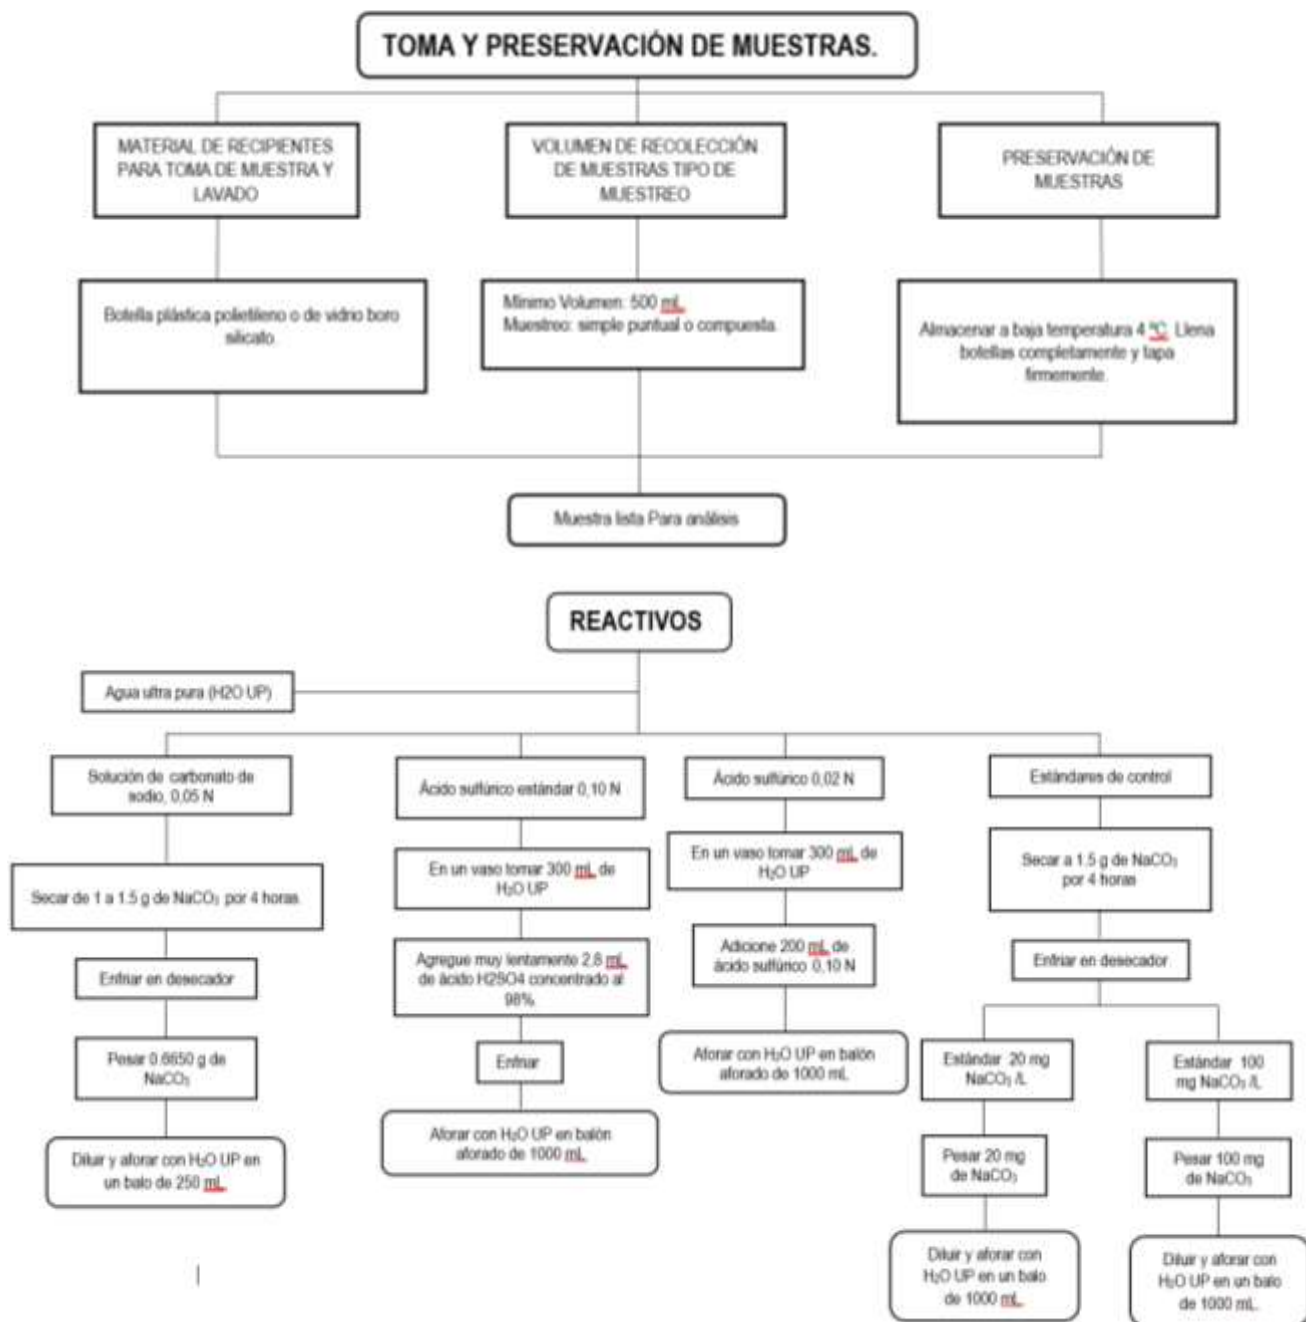 TOMA Y PRESERVACIÓN DE MUESTRAS.
MATERIAL DE RECIPIENTES
PARA TOMA DE MUESTRA Y
LAVADO
VOLUMEN DE RECOLECCIÓN
DE MUESTRAS TIPO DE
MUESTREO
PRESERVACIÓN DE
MUESTRAS
Botella plástica polietileno o de vidrio boro
silicato.
Mínimo Volumen: 500 mL
Muestreo: simple puntual o compuesta.
Almacenar a baja temperatura 4 °C. Llena
botellas completamente y tapa
firmemente.
Muestra lista Para análisis
REACTIVOS
Agua ultra pura (H2O UP)
Solución de carbonato de
sodio, 0,05 N
Secar de 1 a 1.5 g de NaCO₃ por 4 horas.
Enfriar en desecador
Pesar 0.6650 g de
NaCO₃
Diluir y aforar con H₂O UP en
un balo de 250 mL
Ácido sulfúrico estándar 0,10 N
En un vaso tomar 300 mL de
H₂O UP
Agregue muy lentamente 2,8 mL
de ácido H2SO4 concentrado al
98%
Enfriar
Aforar con H₂O UP en balón
aforado de 1000 mL
Ácido sulfúrico 0,02 N
En un vaso tomar 300 mL de
H₂O UP
Adicione 200 mL de
ácido sulfúrico 0,10 N
Aforar con H₂O UP en balón
aforado de 1000 mL
Estándares de control
Secar a 1.5 g de NaCO₃
por 4 horas
Enfriar en desecador
Estándar 20 mg
NaCO₃ /L
Pesar 20 mg
de NaCO₃
Diluir y aforar con
H₂O UP en un balo
de 1000 mL.
Estándar 100
mg NaCO₃ /L
Pesar 100 mg
de NaCO₃
Diluir y aforar con
H₂O UP en un balo
de 1000 mL.